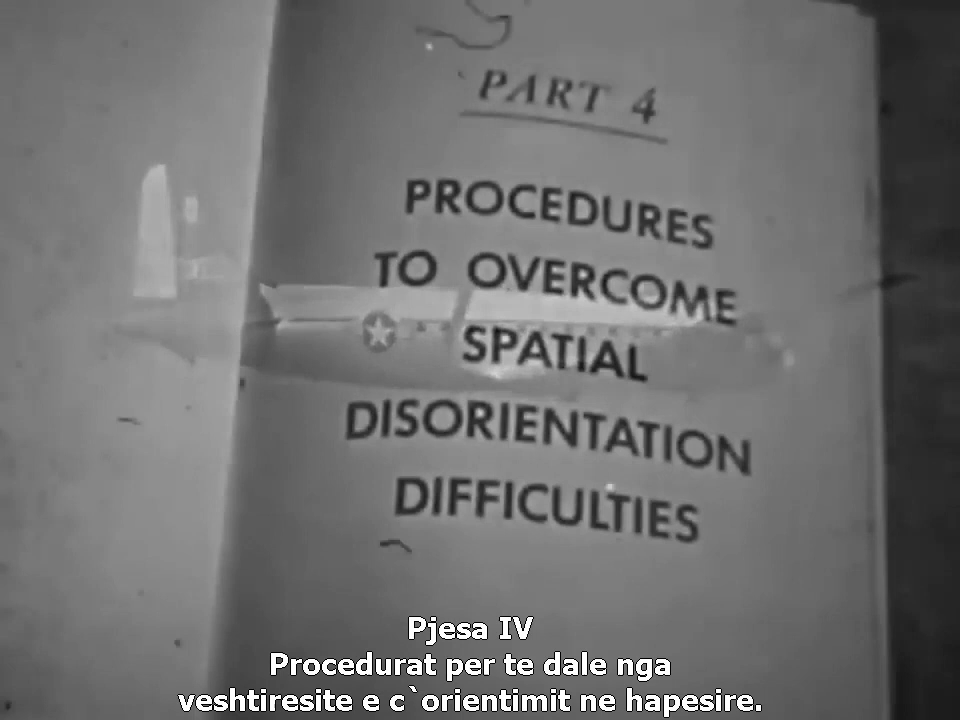 PART 4
PROCEDURES
TO OVERCOME
SPATIAL
DISORIENTATION
DIFFICULTIES
Pjesa IV
Procedurat per te dale nga
veshtiresite e c`orientimit ne hapesire.